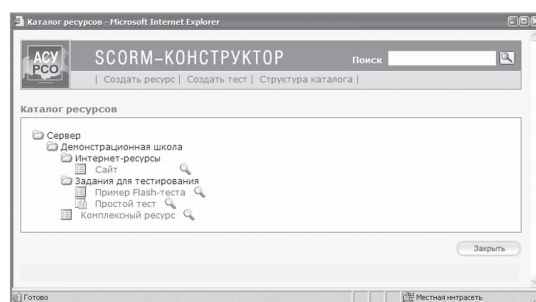 Каталог ресурсов - Microsoft Internet Explorer
АСУ
РСО
SCORM-КОНСТРУКТОР
Поиск
| Создать ресурс | Создать тест | Структура каталога |
Каталог ресурсов
Сервер
Демонстрационная школа
Интернет-ресурсы
Сайт
Задания для тестирования
Пример Flash-теста
Простой тест
Комплексный ресурс
Закрыть
Готово
Местная интрасеть